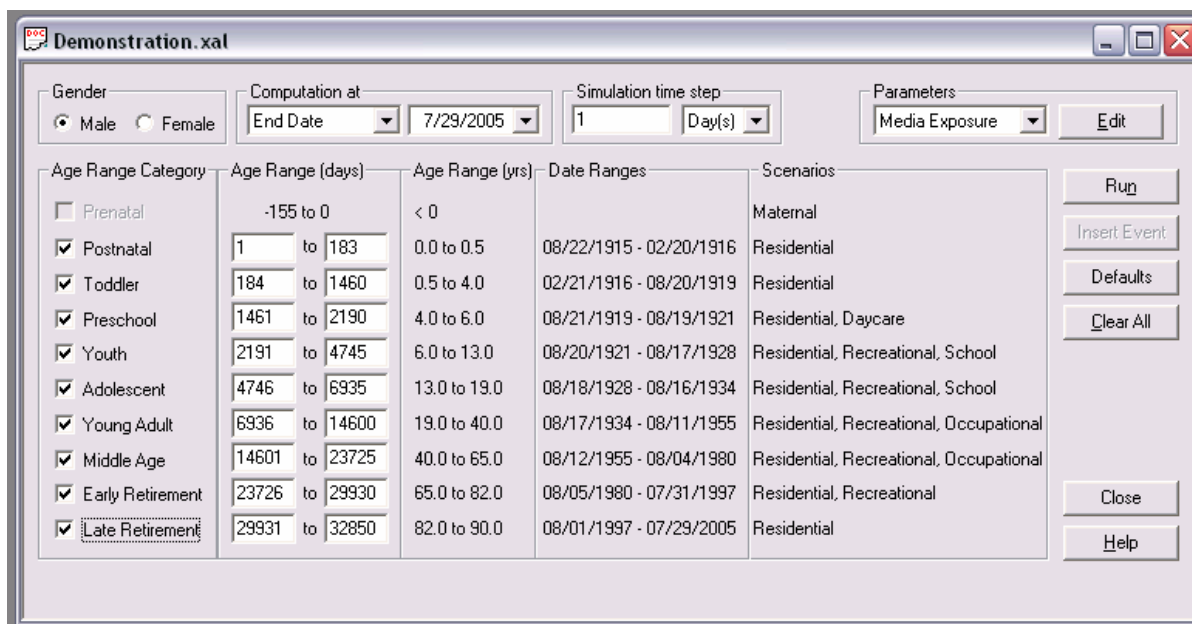 Demonstration.xal
Gender Computation at Simulation time step Parameters
Male Female End Date 7/29/2005 1 Day(s) Media Exposure Edit
Age Range Category Age Range (days) Age Range (yrs) Date Ranges Scenarios
Run
Prenatal -155 to 0 < 0 Maternal
Insert Event
Postnatal 1 to 183 0.0 to 0.5 08/22/1915 - 02/20/1916 Residential
Toddler 184 to 1460 0.5 to 4.0 02/21/1916 - 08/20/1919 Residential Defaults
Preschool 1461 to 2190 4.0 to 6.0 08/21/1919 - 08/19/1921 Residential, Daycare Clear All
Youth 2191 to 4745 6.0 to 13.0 08/20/1921 - 08/17/1928 Residential, Recreational, School
Adolescent 4746 to 6935 13.0 to 19.0 08/18/1928 - 08/16/1934 Residential, Recreational, School
Young Adult 6936 to 14600 19.0 to 40.0 08/17/1934 - 08/11/1955 Residential, Recreational, Occupational
Middle Age 14601 to 23725 40.0 to 65.0 08/12/1955 - 08/04/1980 Residential, Recreational, Occupational
Early Retirement 23726 to 29930 65.0 to 82.0 08/05/1980 - 07/31/1997 Residential, Recreational Close
Late Retirement 29931 to 32850 82.0 to 90.0 08/01/1997 - 07/29/2005 Residential
Help